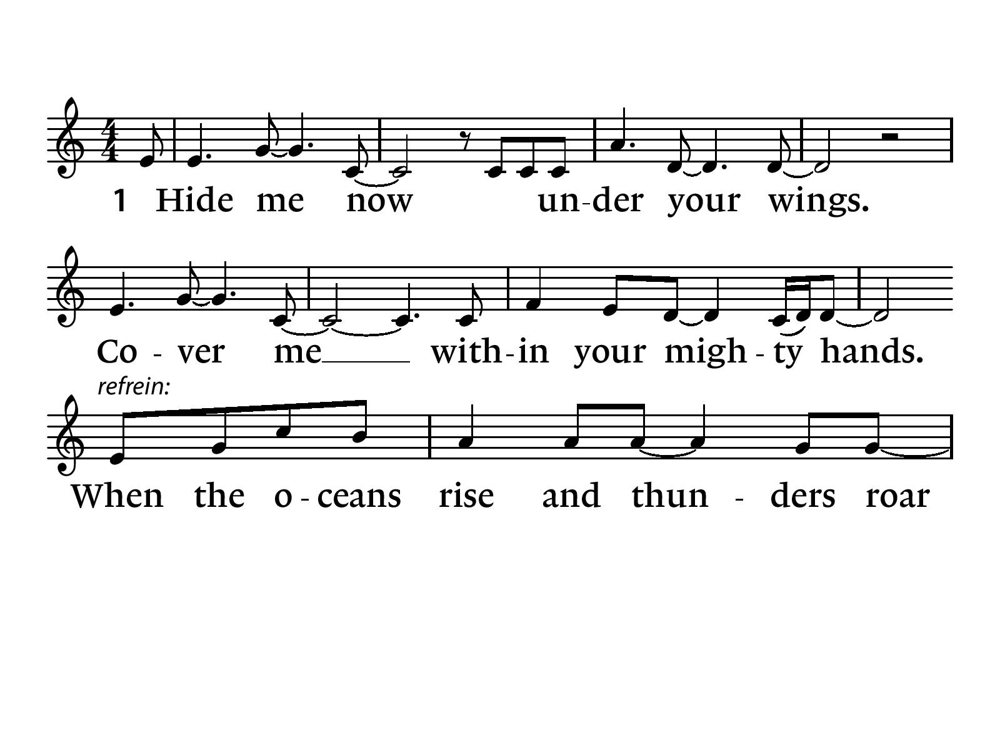 1 Hide me now un-der your wings.
Co - ver me____ with-in your migh - ty hands.
refrein:
When the o - ceans rise and thun - ders roar